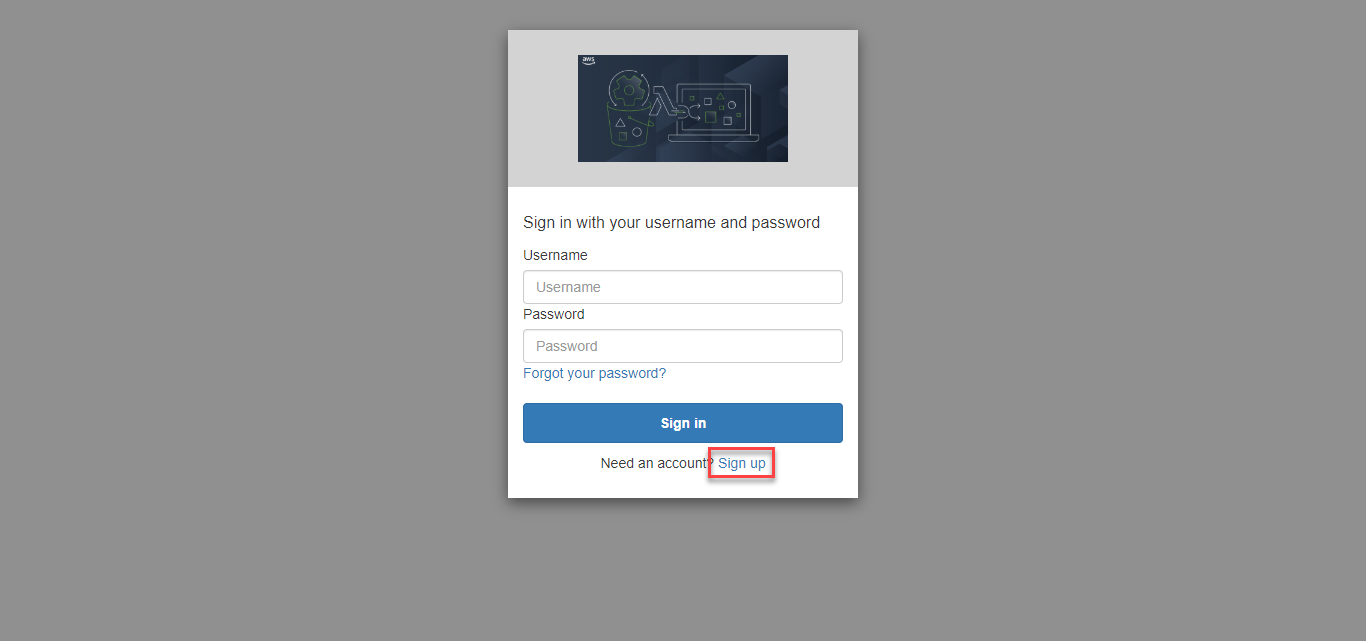 aws
Sign in with your username and password
Username
Username
Password
Password
Forgot your password?
Sign in
Need an account? Sign up